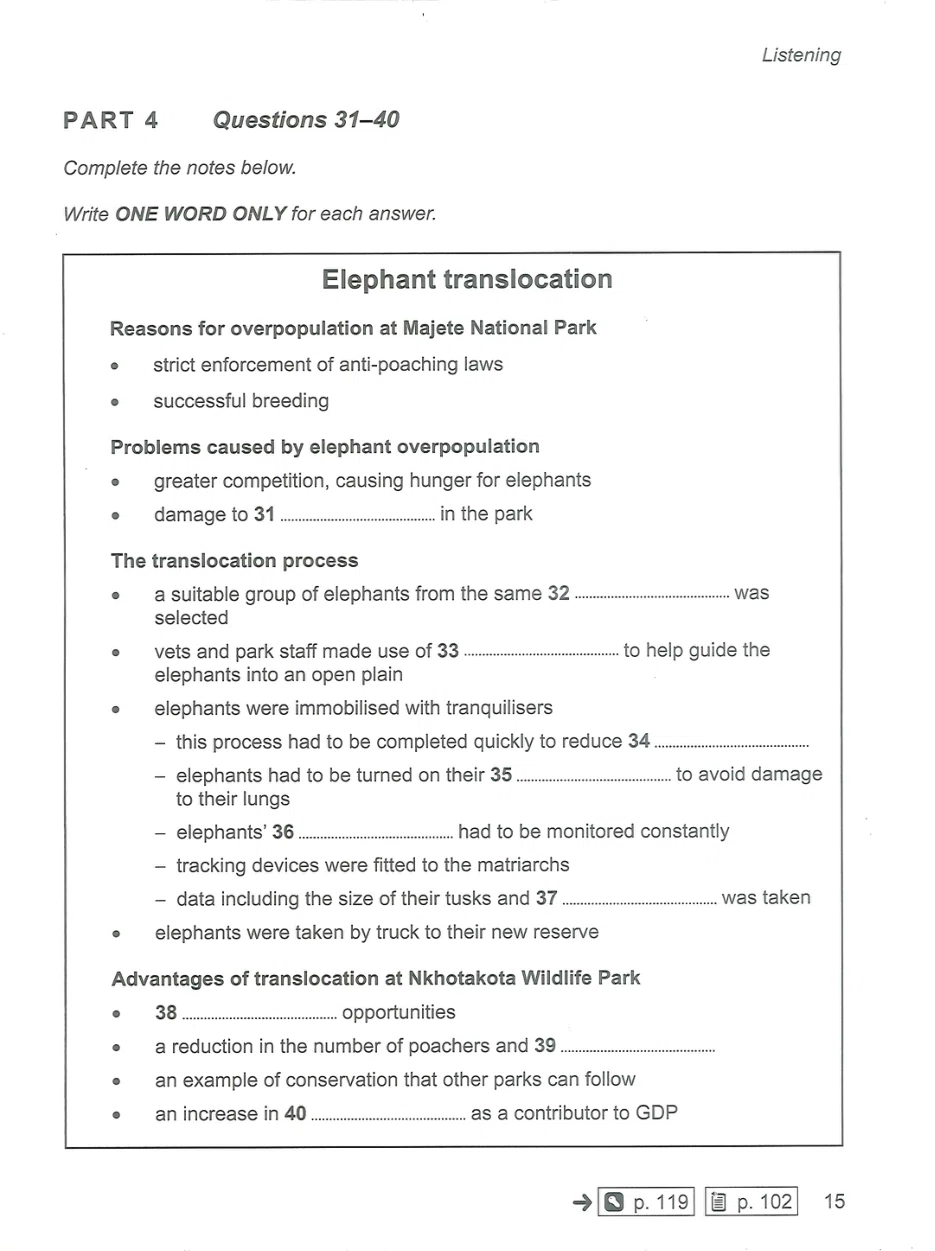 Listening
PART 4 Questions 31–40
Complete the notes below.
Write ONE WORD ONLY for each answer.
Elephant translocation
Reasons for overpopulation at Majete National Park
• strict enforcement of anti-poaching laws
• successful breeding
Problems caused by elephant overpopulation
• greater competition, causing hunger for elephants
• damage to 31 .......................................... in the park
The translocation process
• a suitable group of elephants from the same 32 .......................................... was
selected
• vets and park staff made use of 33 .......................................... to help guide the
elephants into an open plain
• elephants were immobilised with tranquilisers
– this process had to be completed quickly to reduce 34 ..........................................
– elephants had to be turned on their 35 .......................................... to avoid damage
to their lungs
– elephants' 36 .......................................... had to be monitored constantly
– tracking devices were fitted to the matriarchs
– data including the size of their tusks and 37 .......................................... was taken
• elephants were taken by truck to their new reserve
Advantages of translocation at Nkhotakota Wildlife Park
• 38 .......................................... opportunities
• a reduction in the number of poachers and 39 ..........................................
• an example of conservation that other parks can follow
• an increase in 40 .......................................... as a contributor to GDP
→ p. 119 p. 102 15